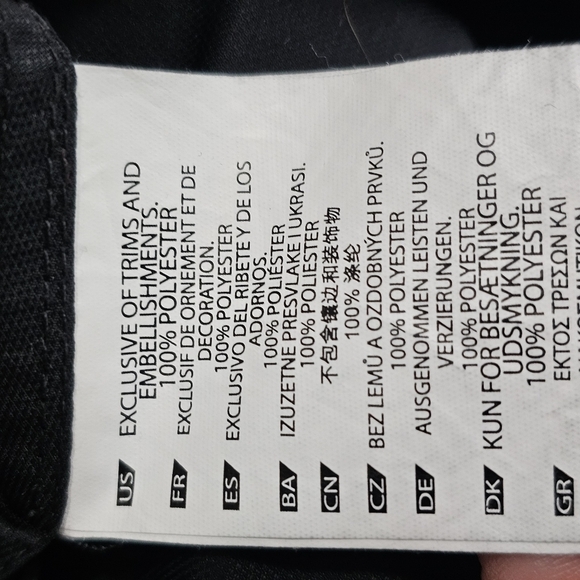 US EXCLUSIVE OF TRIMS AND
EMBELLISHMENTS.
100% POLYESTER
FR EXCLUSIF DE ORNEMENT ET DE
DECORATION.
100% POLYESTER
ES EXCLUSIVO DEL RIBETE Y DE LOS
ADORNOS.
100% POLIÉSTER
BA IZUZETNE PRESVLAKE I UKRASI.
100% POLIESTER
CN 不包含镶边和装饰物
100% 涤纶
CZ BEZ LEMŮ A OZDOBNÝCH PRVKŮ.
100% POLYESTER
DE AUSGENOMMEN LEISTEN UND
VERZIERUNGEN.
100% POLYESTER
DK KUN FOR BESÆTNINGER OG
UDSMYKNING.
100% POLYESTER
GR ΕΚΤΟΣ ΤΡΕΣΩΝ ΚΑΙ